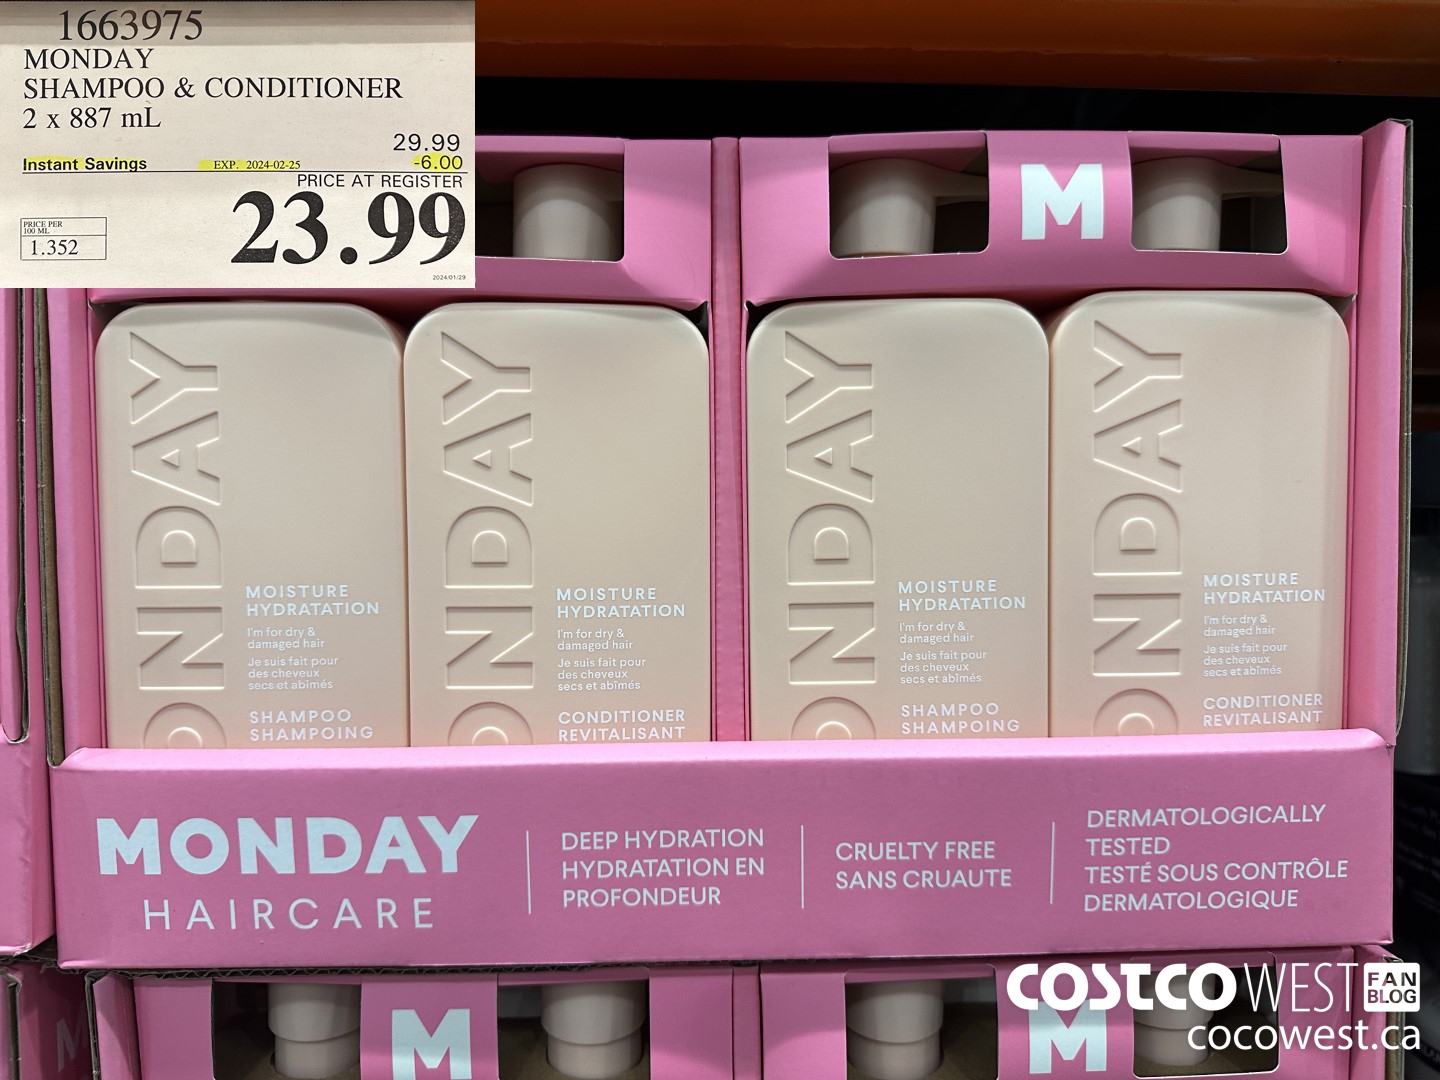 1663975
MONDAY
SHAMPOO & CONDITIONER
2 x 887 mL
29.99
Instant Savings EXP. 2024-02-25 -6.00
PRICE AT REGISTER
23.99
PRICE PER
100 ML
1.352
2024/01/29
M
MONDAY
MOISTURE
HYDRATATION
I'm for dry &
damaged hair
Je suis fait pour
des cheveux
secs et abîmés
SHAMPOO
SHAMPOING
MONDAY
MOISTURE
HYDRATATION
I'm for dry &
damaged hair
Je suis fait pour
des cheveux
secs et abîmés
CONDITIONER
REVITALISANT
MONDAY
MOISTURE
HYDRATATION
I'm for dry &
damaged hair
Je suis fait pour
des cheveux
secs et abîmés
SHAMPOO
SHAMPOING
MONDAY
MOISTURE
HYDRATATION
I'm for dry &
damaged hair
Je suis fait pour
des cheveux
secs et abîmés
CONDITIONER
REVITALISANT
MONDAY
HAIRCARE
DEEP HYDRATION
HYDRATATION EN
PROFONDEUR
CRUELTY FREE
SANS CRUAUTE
DERMATOLOGICALLY
TESTED
TESTÉ SOUS CONTRÔLE
DERMATOLOGIQUE
M
M
M
COSTCO WEST FAN
BLOG
cocowest.ca